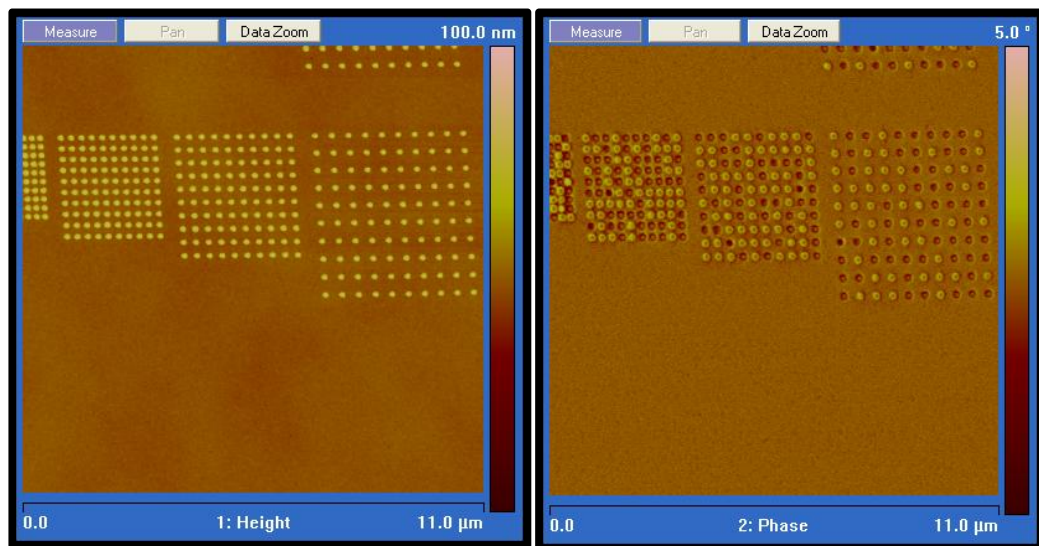 Measure Pan Data Zoom 100.0 nm
0.0 1: Height 11.0 µm
Measure Pan Data Zoom 5.0 °
0.0 2: Phase 11.0 µm